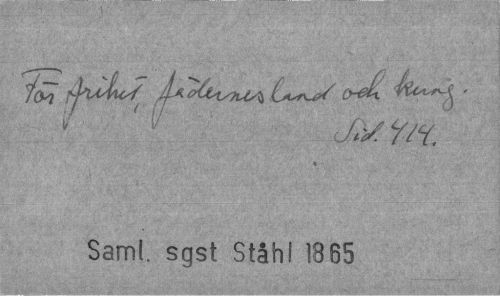 För frihet, fädernesland och kung.
Sid. 414.
Saml. sgst Ståhl 1865